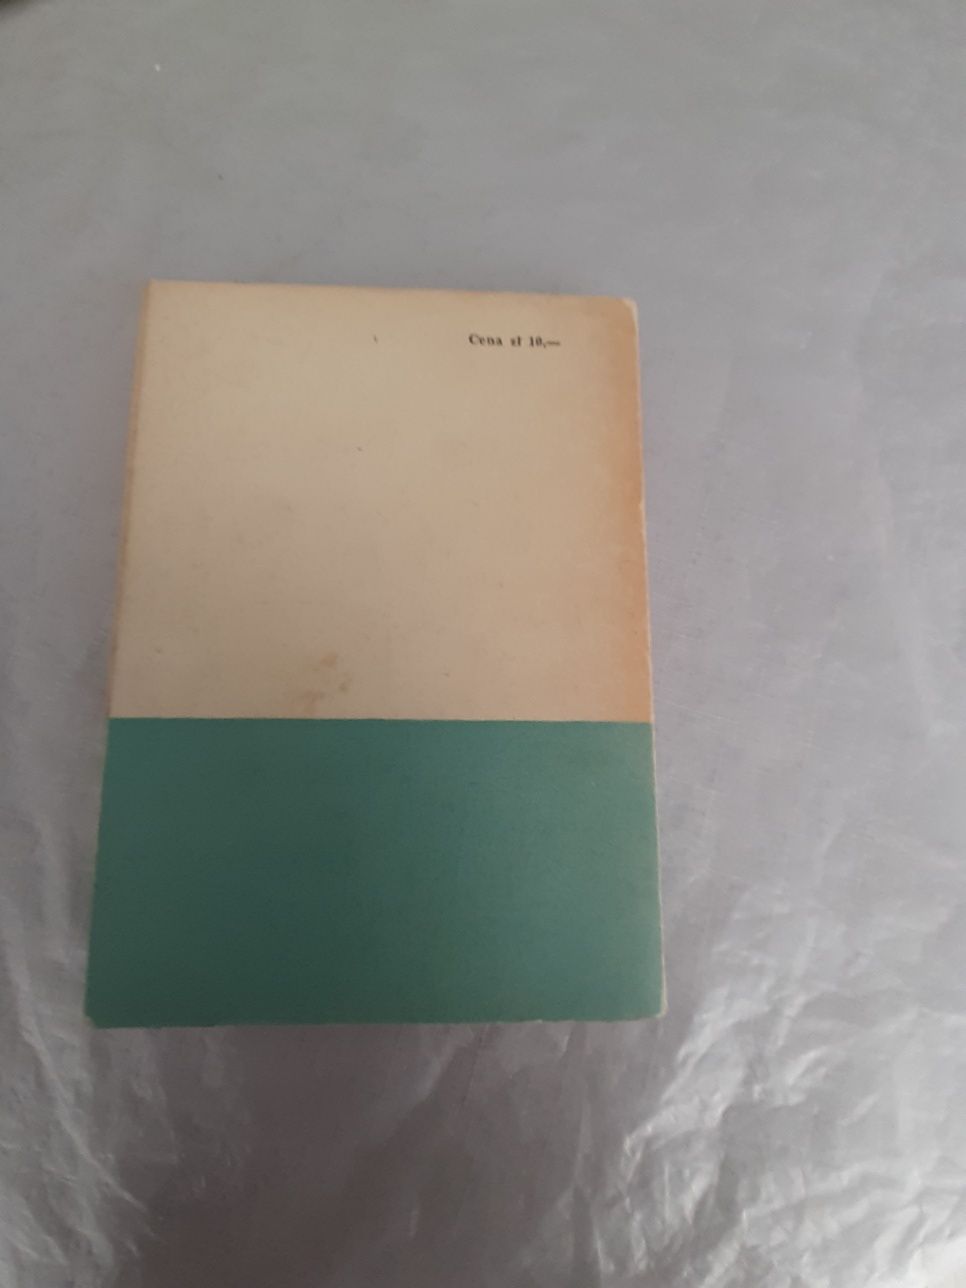 Cena zł 10,—